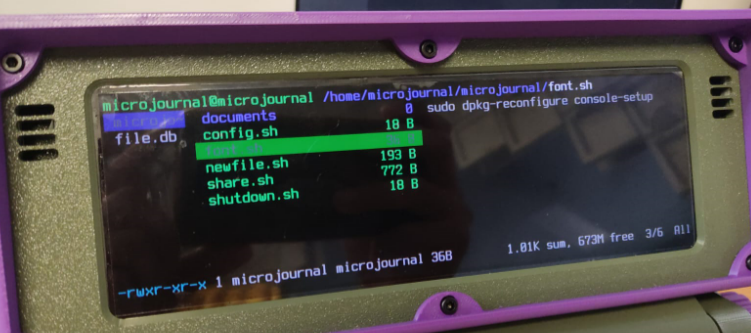 microjournal@microjournal /home/microjournal/microjournal/font.sh
documents 0 sudo dpkg-reconfigure console-setup
file.db config.sh 18 B
font.sh
newfile.sh 193 B
share.sh 772 B
shutdown.sh 18 B
1.01K sum, 673M free 3/6 All
-rwxr-xr-x 1 microjournal microjournal 36B